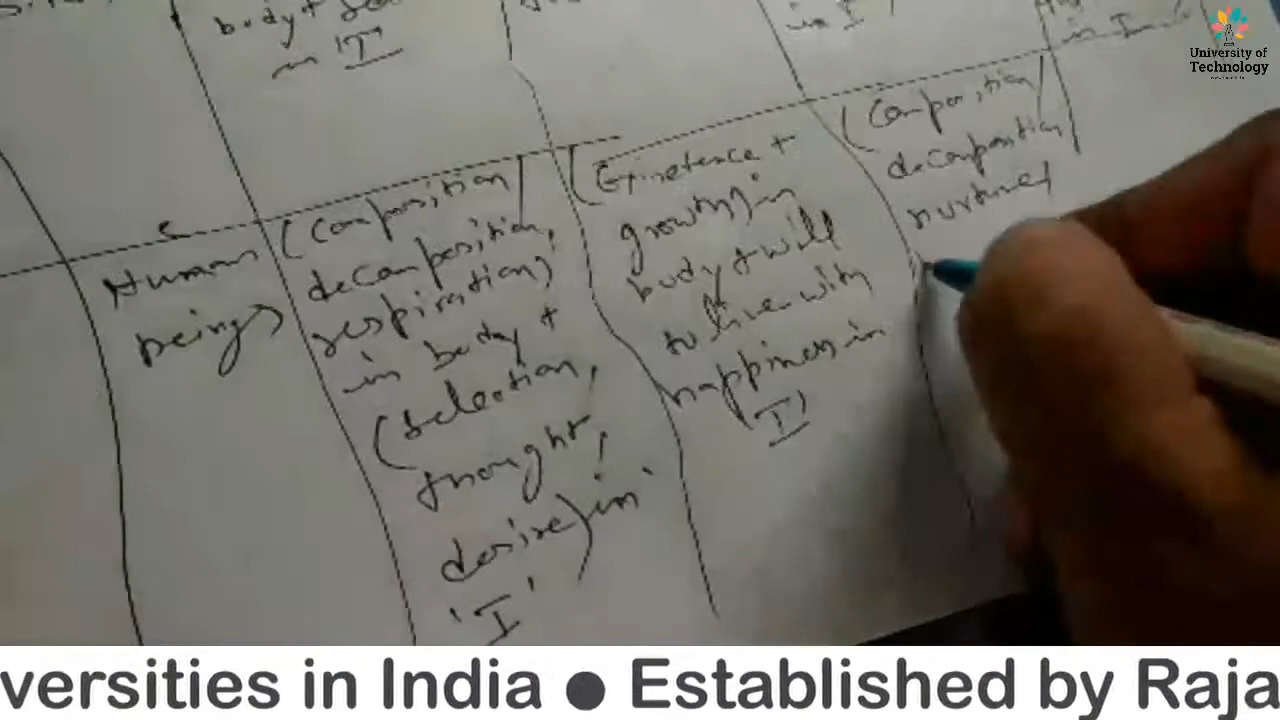 body +
in 'I'
in I
in I
University of
Technology
Human
beings
(Composition/
decomposition,
respiration)
in body +
(selection,
thought,
desire) in
'I'
(Existence +
growth) in
body + will
to live with
happiness in
'I'
(Composition/
decomposition
nurture/
versities in India ● Established by Raja